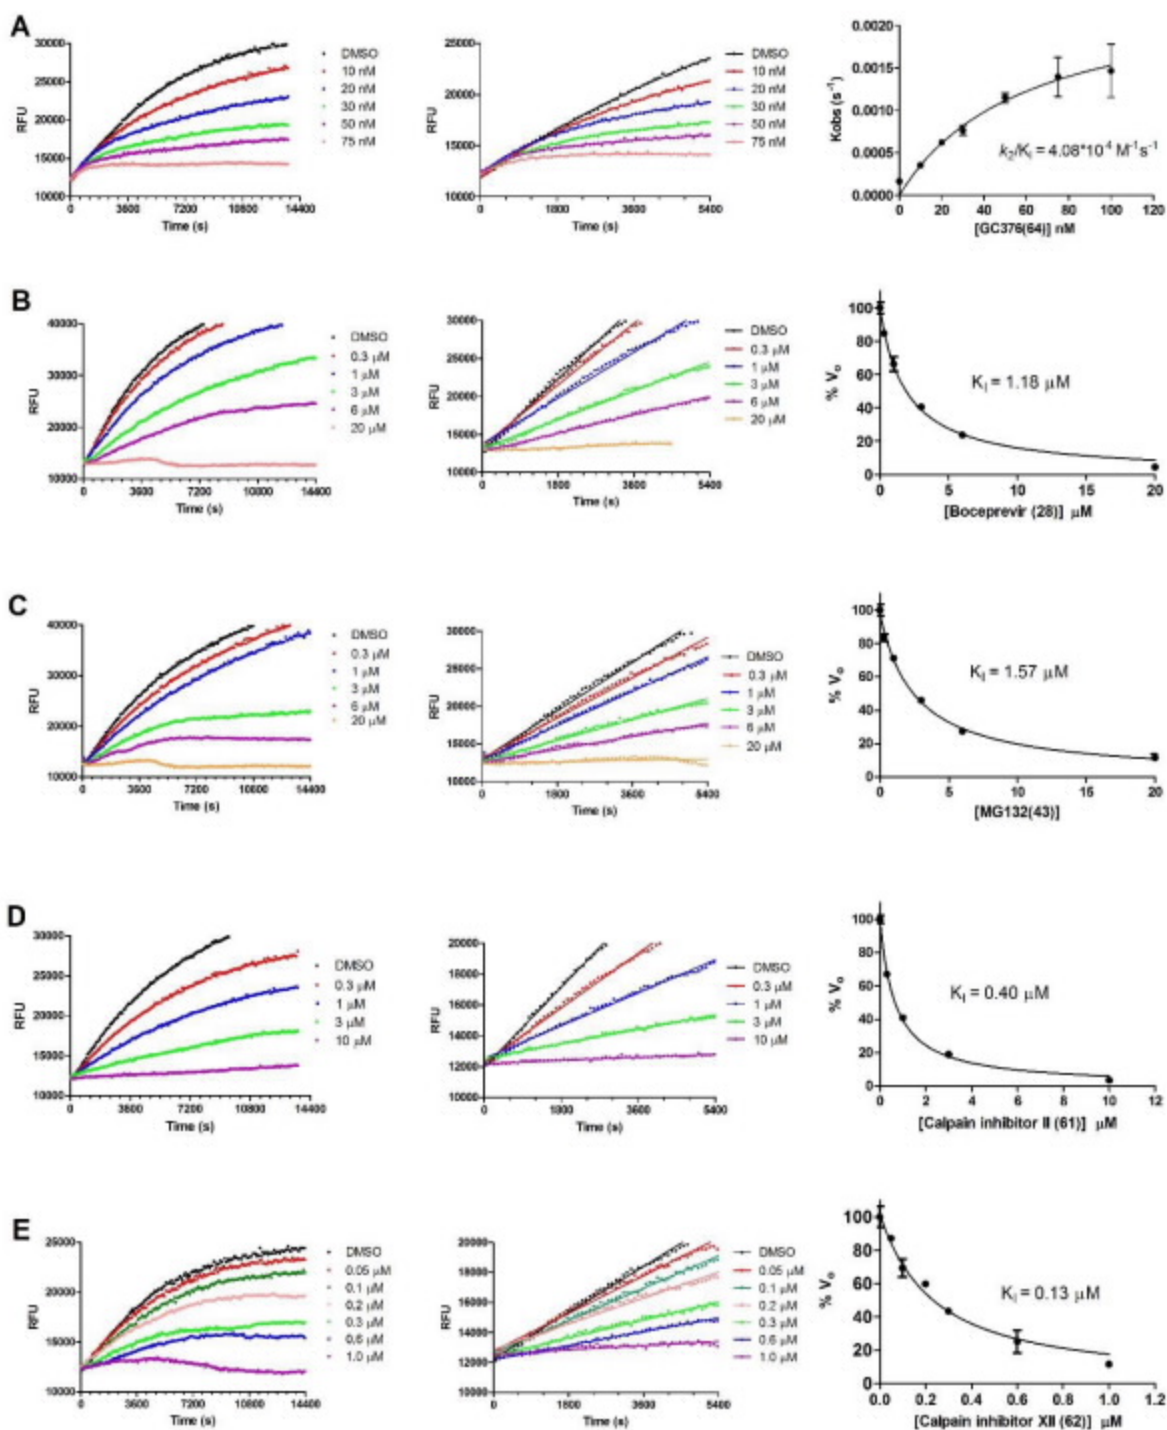 A
30000
25000
20000
15000
10000
RFU
0 3600 7200 10800 14400
Time (s)
DMSO
10 nM
20 nM
30 nM
50 nM
75 nM
25000
20000
15000
10000
RFU
0 1800 3600 5400
Time (s)
DMSO
10 nM
20 nM
30 nM
50 nM
75 nM
0.0020
0.0015
0.0010
0.0005
0.0000
Kobs (s⁻¹)
k₂/Kᵢ = 4.08*10⁴ M⁻¹s⁻¹
0 20 40 60 80 100 120
[GC376(64)] nM
B
40000
30000
20000
10000
RFU
0 3600 7200 10800 14400
Time (s)
DMSO
0.3 μM
1 μM
3 μM
6 μM
20 μM
30000
25000
20000
15000
10000
RFU
0 1800 3600 5400
Time (s)
DMSO
0.3 μM
1 μM
3 μM
6 μM
20 μM
100
80
60
40
20
0
% Vₒ
Kᵢ = 1.18 μM
0 5 10 15 20
[Boceprevir (28)] μM
C
40000
30000
20000
10000
RFU
0 3600 7200 10800 14400
Time (s)
DMSO
0.3 μM
1 μM
3 μM
6 μM
20 μM
30000
25000
20000
15000
10000
RFU
0 1800 3600 5400
Time (s)
DMSO
0.3 μM
1 μM
3 μM
6 μM
20 μM
100
80
60
40
20
0
% Vₒ
Kᵢ = 1.57 μM
0 5 10 15 20
[MG132(43)]
D
30000
25000
20000
15000
10000
RFU
0 3600 7200 10800 14400
Time (s)
DMSO
0.3 μM
1 μM
3 μM
10 μM
20000
18000
16000
14000
12000
10000
RFU
0 1800 3600 5400
Time (s)
DMSO
0.3 μM
1 μM
3 μM
10 μM
100
80
60
40
20
0
% Vₒ
Kᵢ = 0.40 μM
0 2 4 6 8 10 12
[Calpain inhibitor II (61)] μM
E
25000
20000
15000
10000
RFU
0 3600 7200 10800 14400
Time (s)
DMSO
0.05 μM
0.1 μM
0.2 μM
0.3 μM
0.6 μM
1.0 μM
20000
18000
16000
14000
12000
10000
RFU
0 1800 3600 5400
Time (s)
DMSO
0.05 μM
0.1 μM
0.2 μM
0.3 μM
0.6 μM
1.0 μM
100
80
60
40
20
0
% Vₒ
Kᵢ = 0.13 μM
0.0 0.2 0.4 0.6 0.8 1.0 1.2
[Calpain inhibitor XII (62)] μM